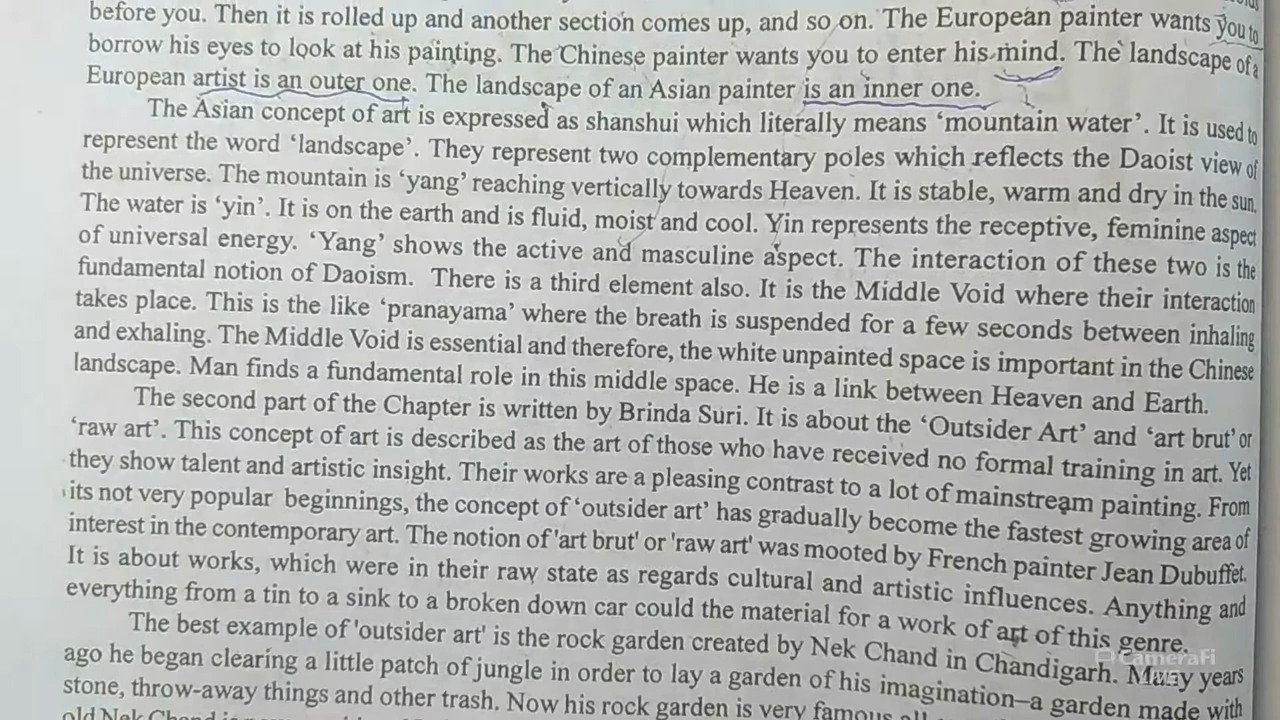 before you. Then it is rolled up and another section comes up, and so on. The European painter wants you to
borrow his eyes to look at his painting. The Chinese painter wants you to enter his mind. The landscape of a
European artist is an outer one. The landscape of an Asian painter is an inner one.
The Asian concept of art is expressed as shanshui which literally means ‘mountain water’. It is used to
represent the word ‘landscape’. They represent two complementary poles which reflects the Daoist view of
the universe. The mountain is ‘yang’ reaching vertically towards Heaven. It is stable, warm and dry in the sun.
The water is ‘yin’. It is on the earth and is fluid, moist and cool. Yin represents the receptive, feminine aspect
of universal energy. ‘Yang’ shows the active and masculine aspect. The interaction of these two is the
fundamental notion of Daoism. There is a third element also. It is the Middle Void where their interaction
takes place. This is the like ‘pranayama’ where the breath is suspended for a few seconds between inhaling
and exhaling. The Middle Void is essential and therefore, the white unpainted space is important in the Chinese
landscape. Man finds a fundamental role in this middle space. He is a link between Heaven and Earth.
The second part of the Chapter is written by Brinda Suri. It is about the ‘Outsider Art’ and ‘art brut’ or
‘raw art’. This concept of art is described as the art of those who have received no formal training in art. Yet
they show talent and artistic insight. Their works are a pleasing contrast to a lot of mainstream painting. From
its not very popular beginnings, the concept of ‘outsider art’ has gradually become the fastest growing area of
interest in the contemporary art. The notion of 'art brut' or 'raw art' was mooted by French painter Jean Dubuffet.
It is about works, which were in their raw state as regards cultural and artistic influences. Anything and
everything from a tin to a sink to a broken down car could the material for a work of art of this genre.
The best example of 'outsider art' is the rock garden created by Nek Chand in Chandigarh. Many years
ago he began clearing a little patch of jungle in order to lay a garden of his imagination–a garden made with
stone, throw-away things and other trash. Now his rock garden is very famous
old Nek Chand is
CameraFi